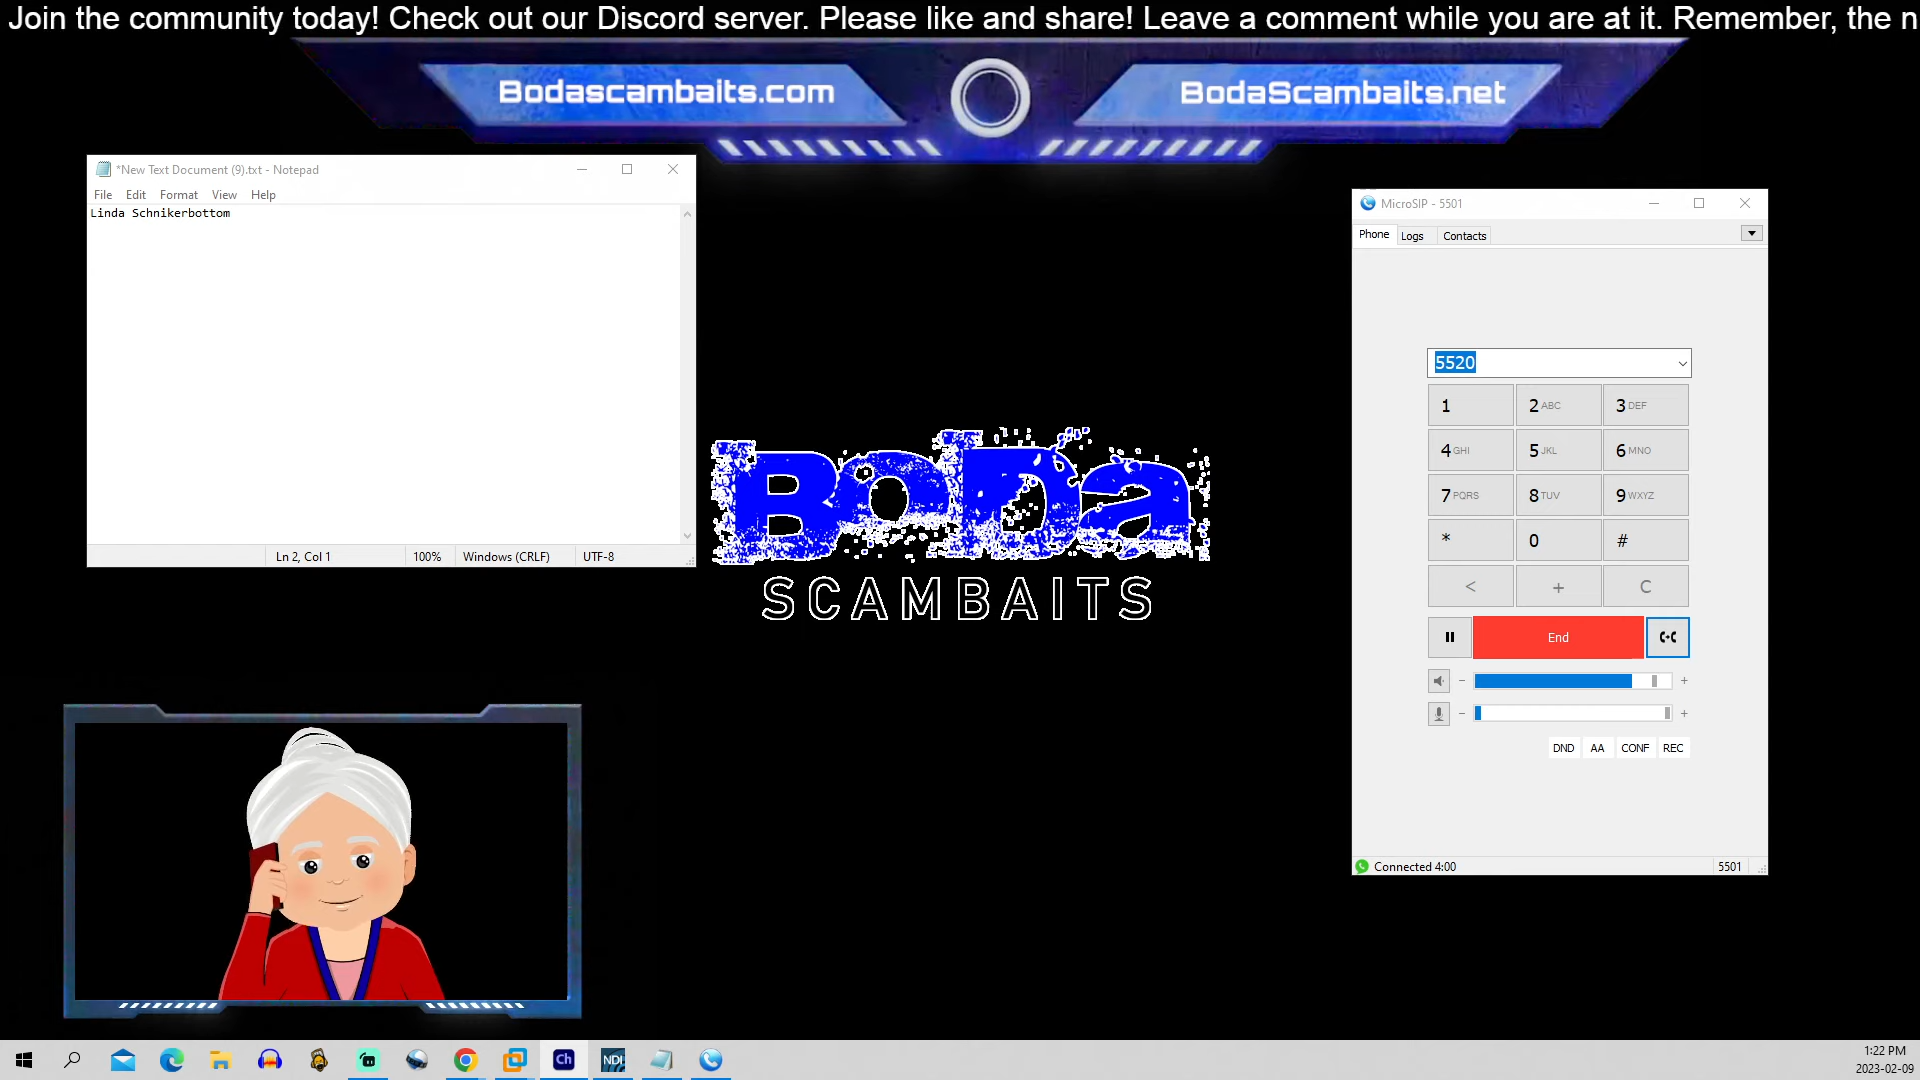 Join the community today! Check out our Discord server. Please like and share! Leave a comment while you are at it. Remember, the n
Bodascambaits.com
BodaScambaits.net
*New Text Document (9).txt - Notepad
File Edit Format View Help
Linda Schnikerbottom
Ln 2, Col 1 100% Windows (CRLF) UTF-8
BoDa
SCAMBAITS
MicroSIP - 5501
Phone Logs Contacts
5520
1 2 ABC 3 DEF
4 GHI 5 JKL 6 MNO
7 PQRS 8 TUV 9 WXYZ
* 0 #
< + C
End
- +
- +
DND AA CONF REC
Connected 4:00 5501
Ch NDI
1:22 PM
2023-02-09